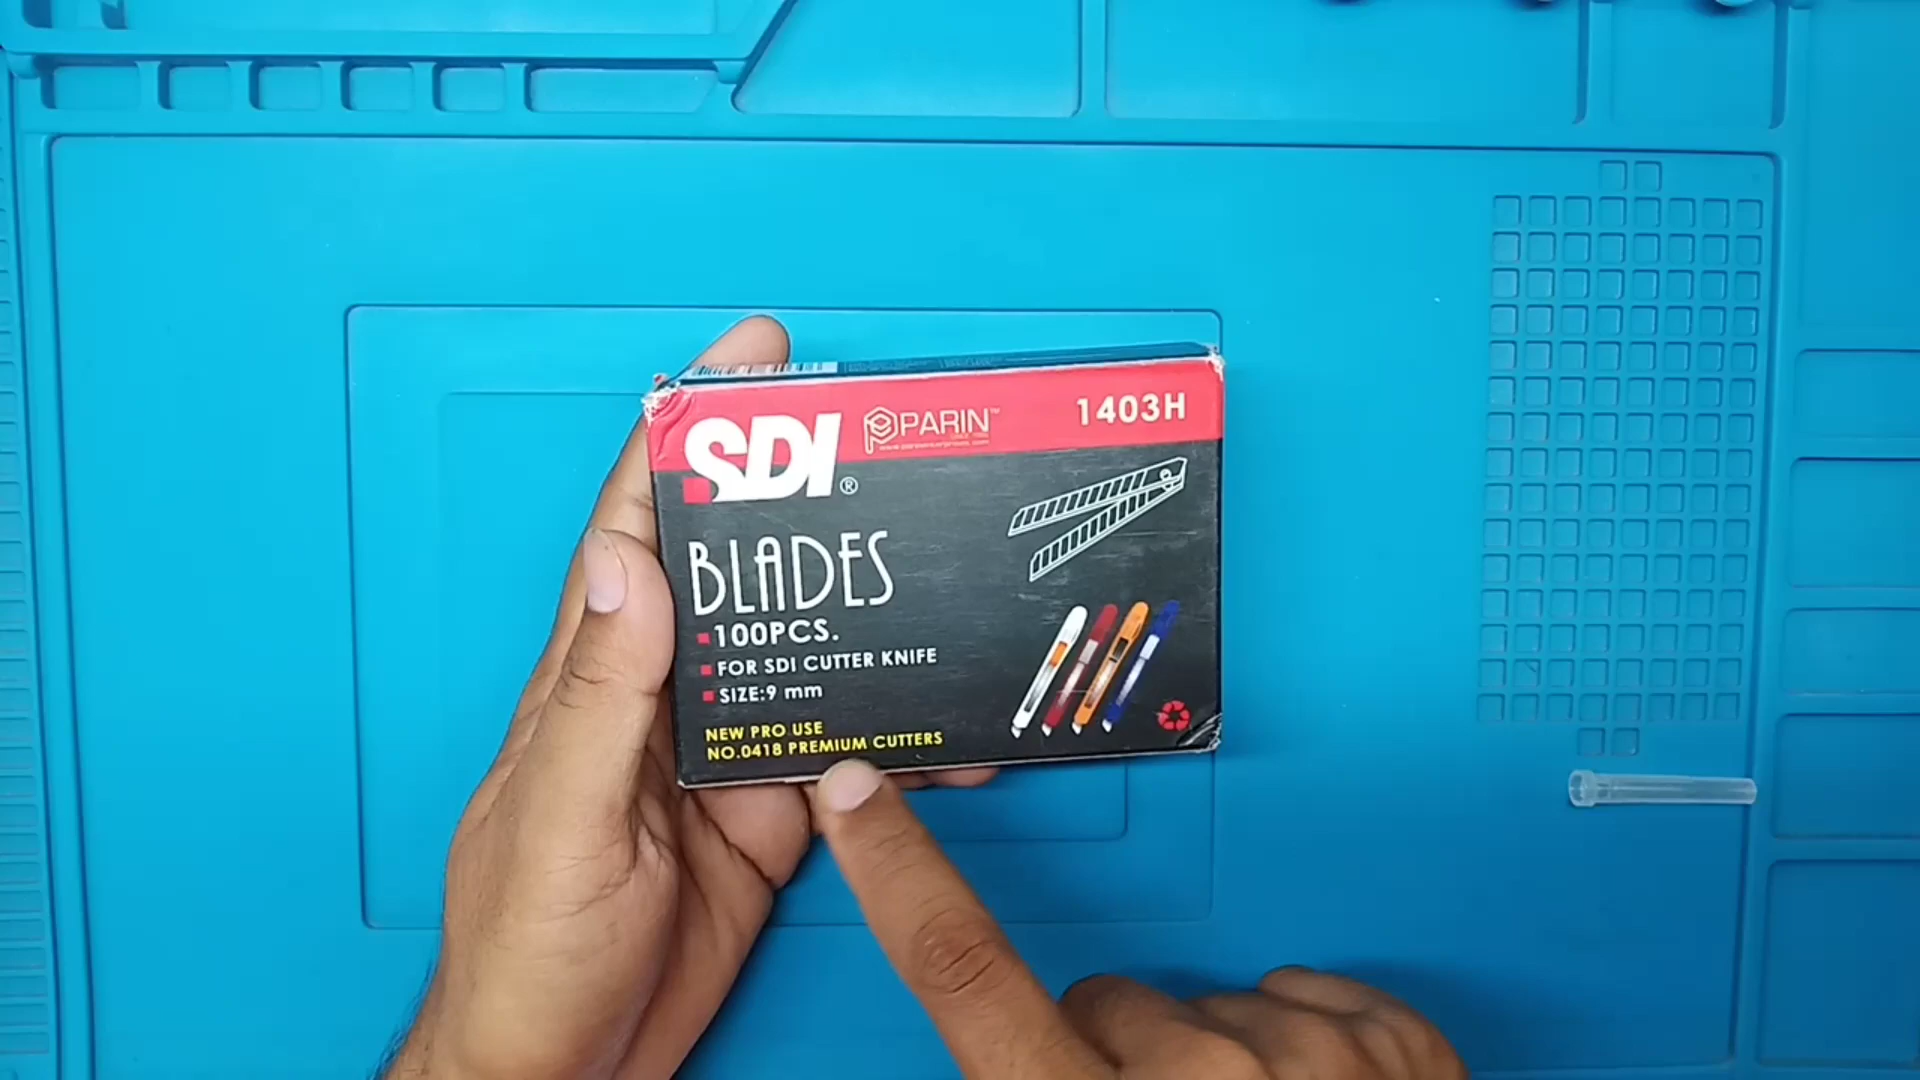 SDI®
PARIN™
1403H
BLADES
100PCS.
FOR SDI CUTTER KNIFE
SIZE:9 mm
NEW PRO USE
NO.0418 PREMIUM CUTTERS